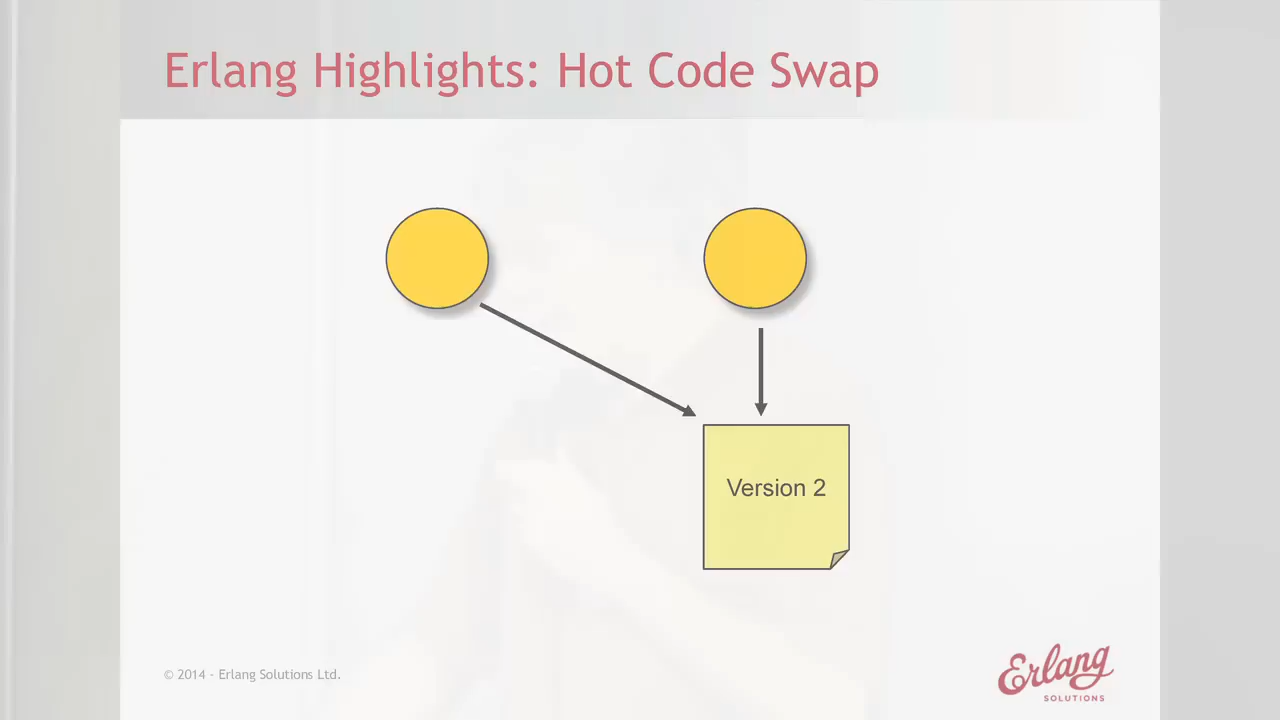 Erlang Highlights: Hot Code Swap
Version 2
© 2014 - Erlang Solutions Ltd.
Erlang
SOLUTIONS